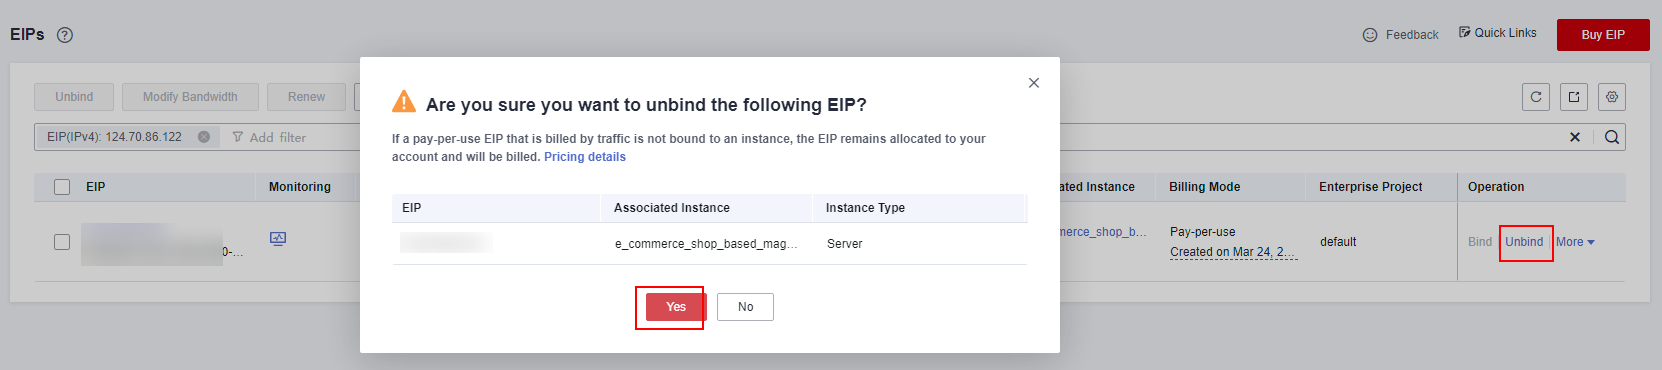 EIPs ?
Feedback
Quick Links
Buy EIP
Unbind
Modify Bandwidth
Renew
EIP(IPv4): 124.70.86.122
Add filter
EIP
Monitoring
ated Instance
Billing Mode
Enterprise Project
Operation
0-...
merce_shop_b...
Pay-per-use
Created on Mar 24, 2...
default
Bind
Unbind
More
Are you sure you want to unbind the following EIP?
If a pay-per-use EIP that is billed by traffic is not bound to an instance, the EIP remains allocated to your
account and will be billed. Pricing details
EIP
Associated Instance
Instance Type
e_commerce_shop_based_mag...
Server
Yes
No